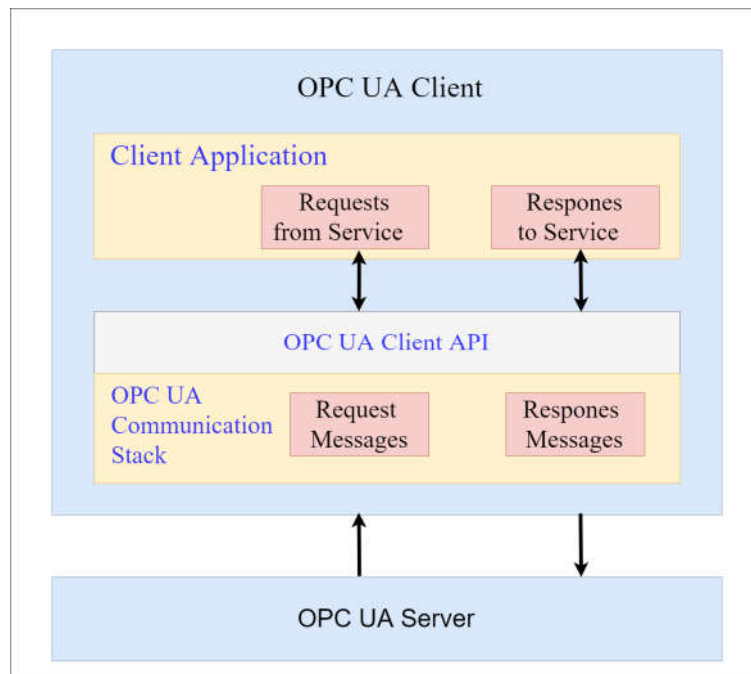 OPC UA Client
Client Application
Requests
from Service
Respones
to Service
OPC UA Client API
OPC UA
Communication
Stack
Request
Messages
Respones
Messages
OPC UA Server